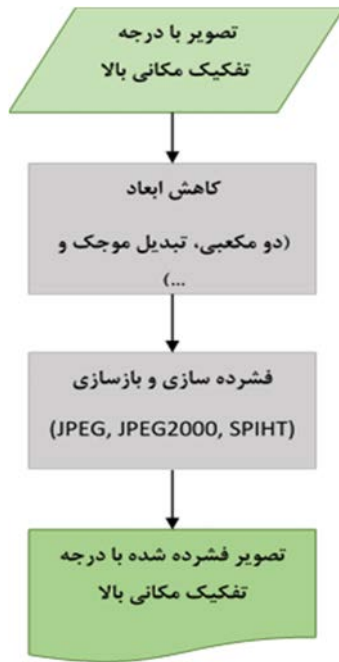 تصویر با درجه
تفکیک مکانی بالا
کاهش ابعاد
(دو مکعبی، تبدیل موجک و
...)
فشرده سازی و بازسازی
(JPEG, JPEG2000, SPIHT)
تصویر فشرده شده با درجه
تفکیک مکانی بالا